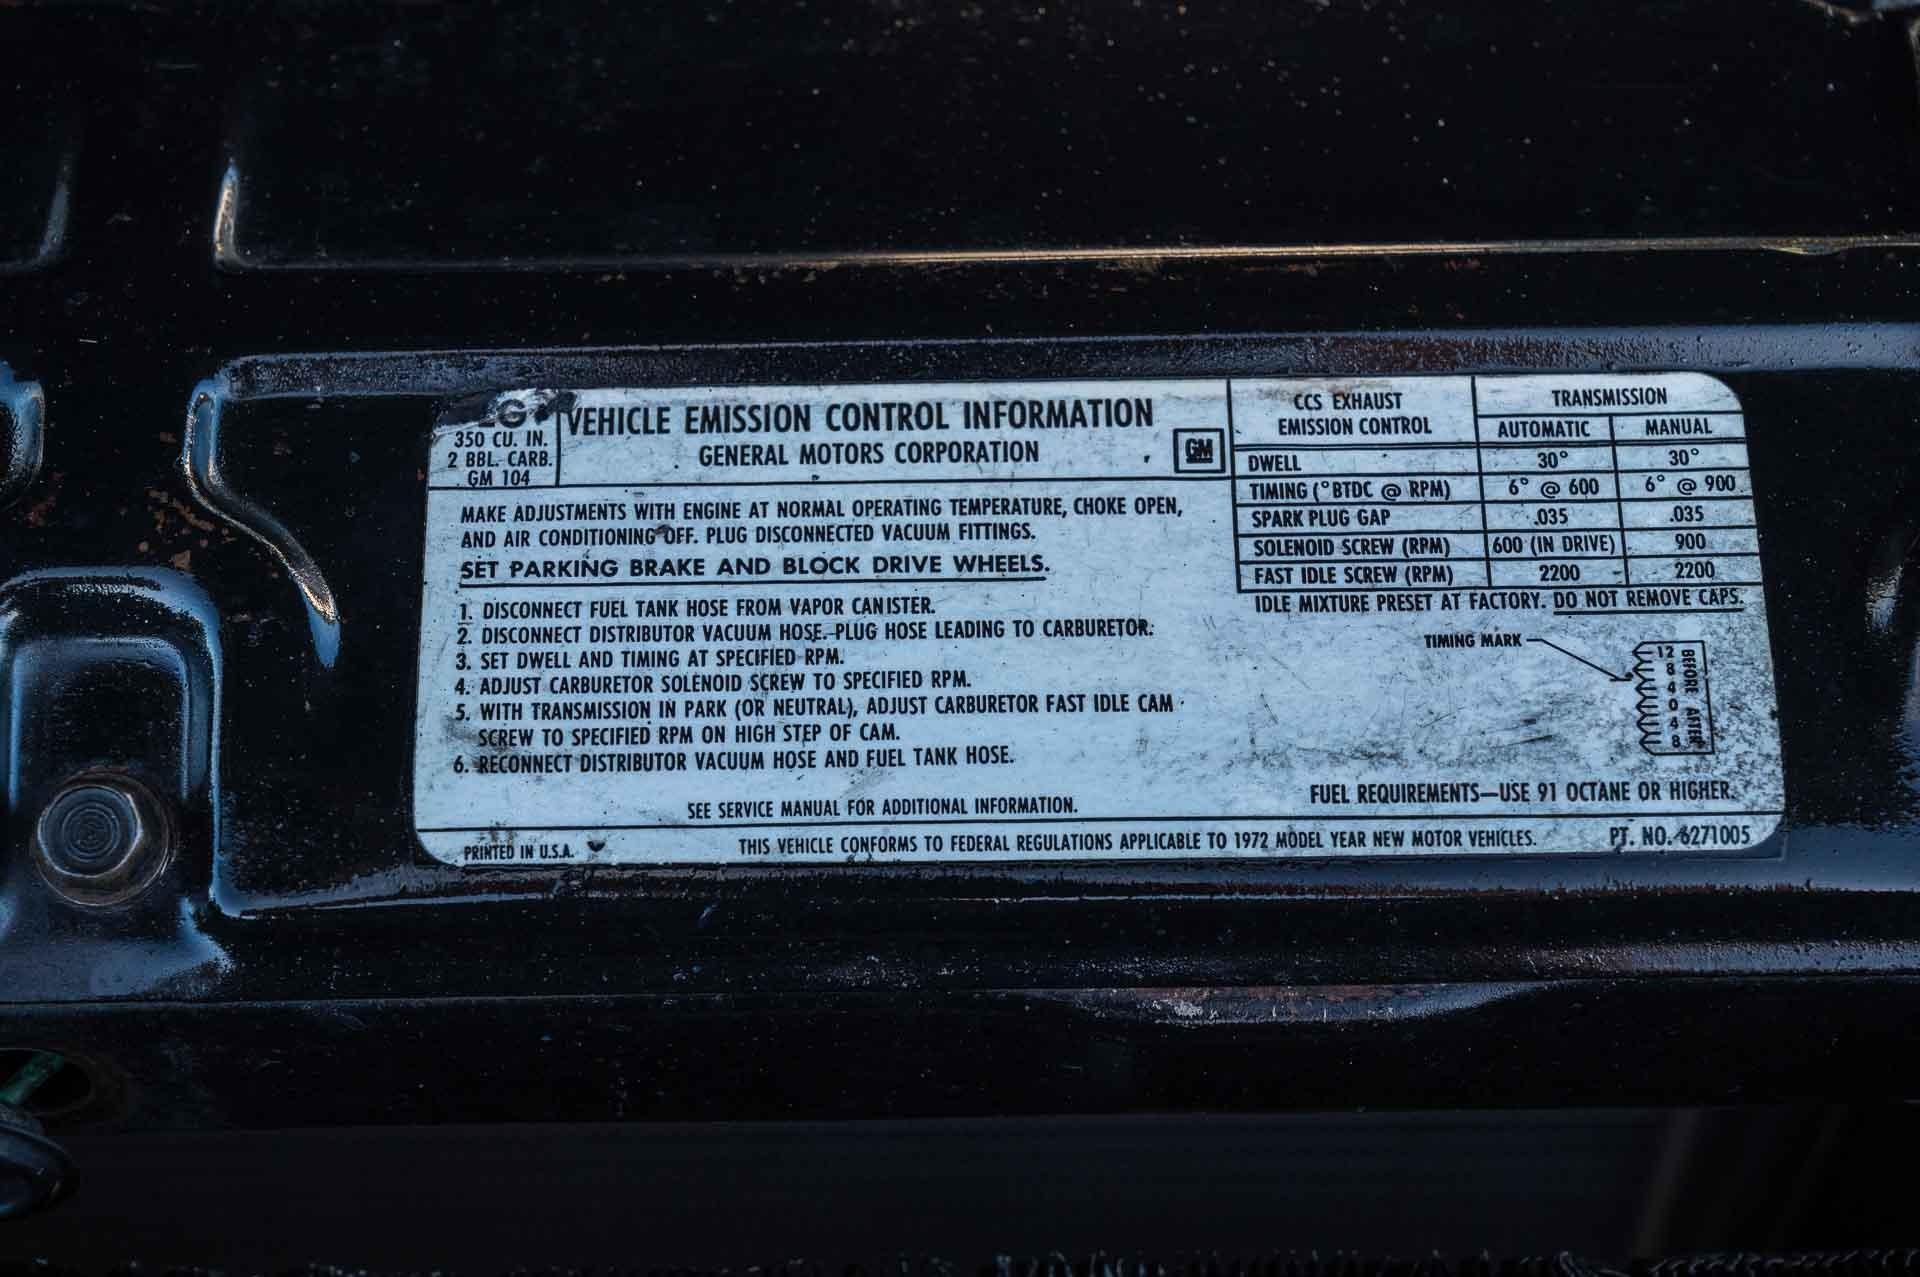 350 CU. IN.
2 BBL. CARB.
GM 104
VEHICLE EMISSION CONTROL INFORMATION
GENERAL MOTORS CORPORATION
GM
MAKE ADJUSTMENTS WITH ENGINE AT NORMAL OPERATING TEMPERATURE, CHOKE OPEN,
AND AIR CONDITIONING OFF. PLUG DISCONNECTED VACUUM FITTINGS.
SET PARKING BRAKE AND BLOCK DRIVE WHEELS.
1. DISCONNECT FUEL TANK HOSE FROM VAPOR CANISTER.
2. DISCONNECT DISTRIBUTOR VACUUM HOSE. PLUG HOSE LEADING TO CARBURETOR.
3. SET DWELL AND TIMING AT SPECIFIED RPM.
4. ADJUST CARBURETOR SOLENOID SCREW TO SPECIFIED RPM.
5. WITH TRANSMISSION IN PARK (OR NEUTRAL), ADJUST CARBURETOR FAST IDLE CAM
SCREW TO SPECIFIED RPM ON HIGH STEP OF CAM.
6. RECONNECT DISTRIBUTOR VACUUM HOSE AND FUEL TANK HOSE.
SEE SERVICE MANUAL FOR ADDITIONAL INFORMATION.
CCS EXHAUST
EMISSION CONTROL
TRANSMISSION
AUTOMATIC MANUAL
DWELL 30° 30°
TIMING (°BTDC @ RPM) 6° @ 600 6° @ 900
SPARK PLUG GAP .035 .035
SOLENOID SCREW (RPM) 600 (IN DRIVE) 900
FAST IDLE SCREW (RPM) 2200 2200
IDLE MIXTURE PRESET AT FACTORY. DO NOT REMOVE CAPS.
TIMING MARK
12
8
4
0
4
8
BEFORE AFTER
FUEL REQUIREMENTS—USE 91 OCTANE OR HIGHER.
PRINTED IN U.S.A.
THIS VEHICLE CONFORMS TO FEDERAL REGULATIONS APPLICABLE TO 1972 MODEL YEAR NEW MOTOR VEHICLES.
PT. NO. 6271005